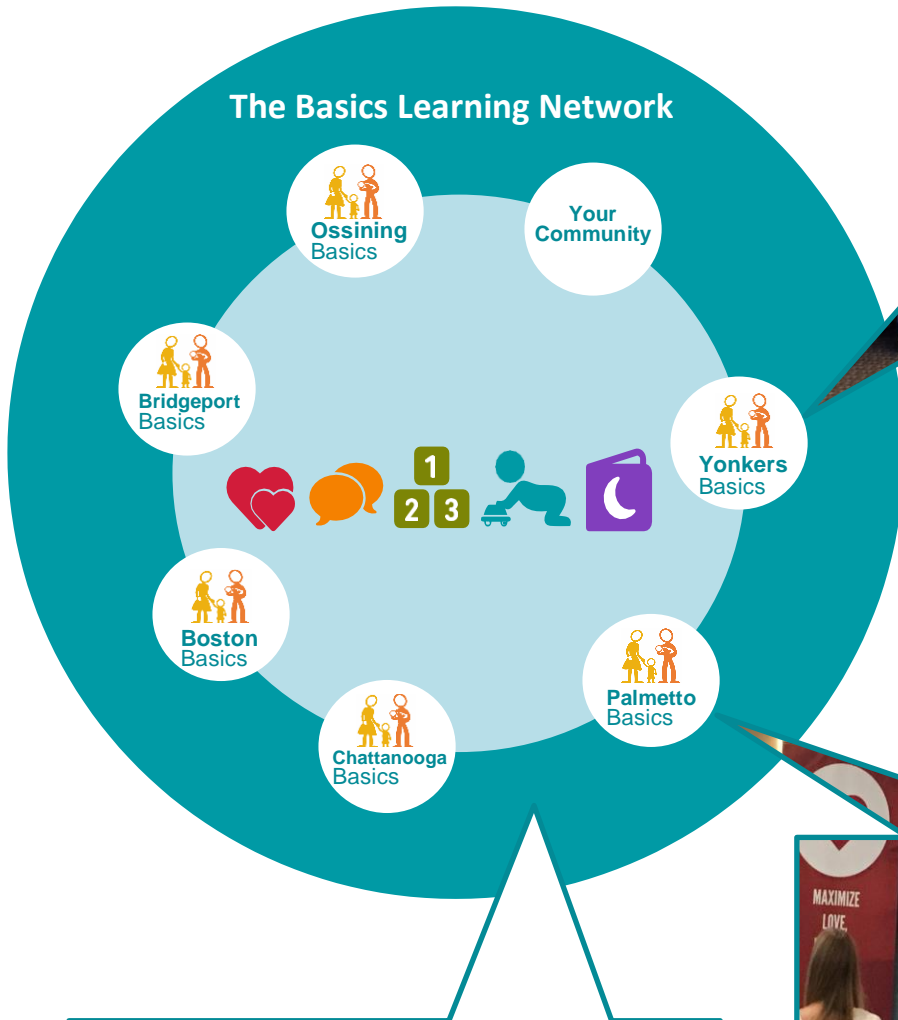 The Basics Learning Network
Ossining
Basics
Your
Community
Bridgeport
Basics
Yonkers
Basics
1
2 3
Boston
Basics
Palmetto
Basics
Chattanooga
Basics
MAXIMIZE
LOVE,